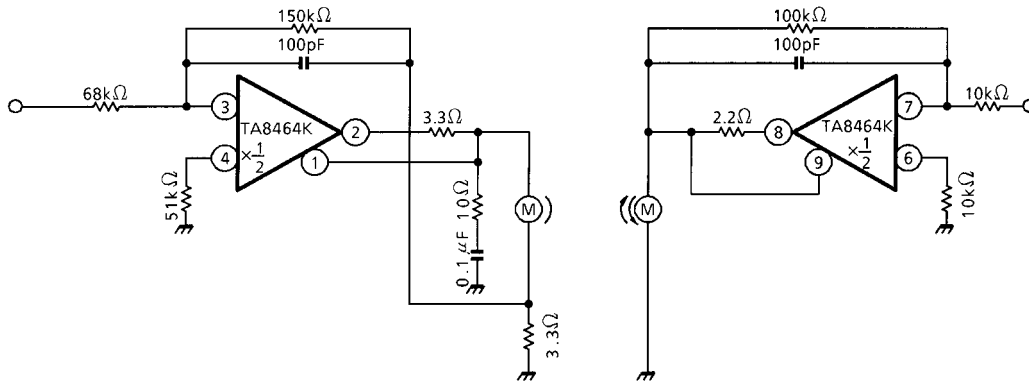 150kΩ
100pF
68kΩ
3
TA8464K
×1/2
4
51kΩ
2
1
3.3Ω
10Ω
0.1μF
M
3.3Ω
100kΩ
100pF
2.2Ω
8
TA8464K
×1/2
7
10kΩ
9
6
10kΩ
M